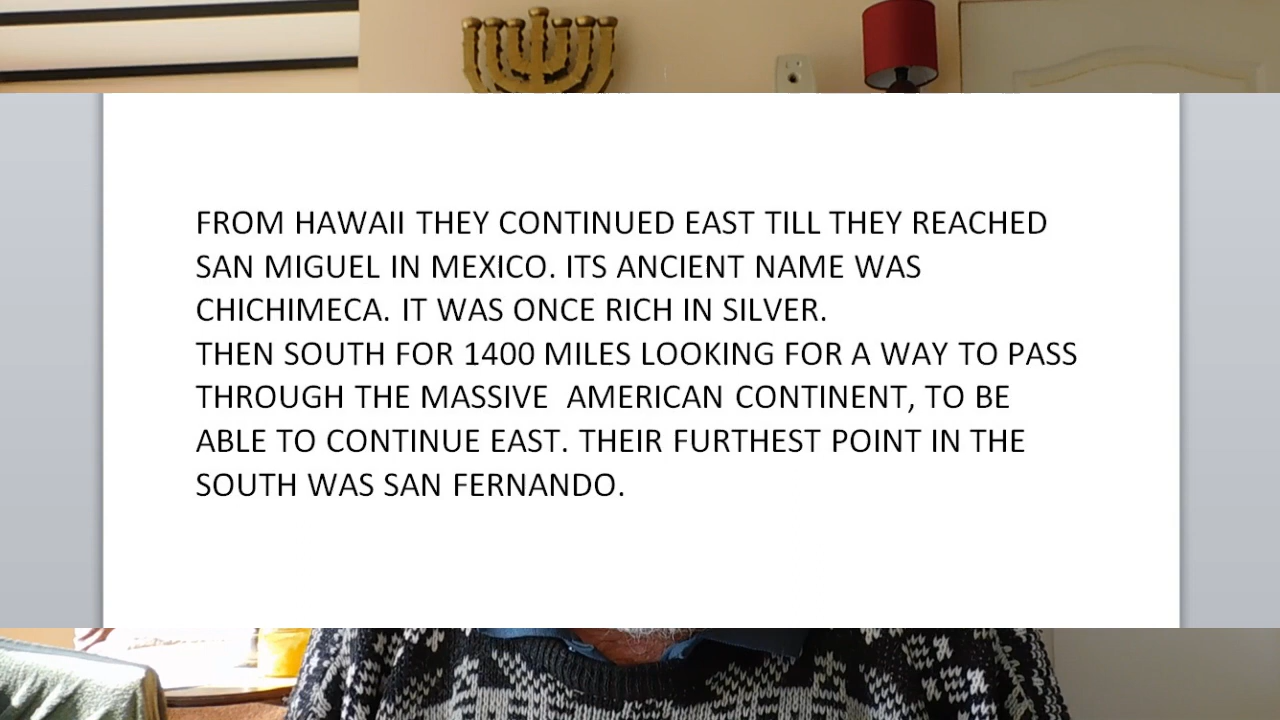 FROM HAWAII THEY CONTINUED EAST TILL THEY REACHED
SAN MIGUEL IN MEXICO. ITS ANCIENT NAME WAS
CHICHIMECA. IT WAS ONCE RICH IN SILVER.
THEN SOUTH FOR 1400 MILES LOOKING FOR A WAY TO PASS
THROUGH THE MASSIVE  AMERICAN CONTINENT, TO BE
ABLE TO CONTINUE EAST. THEIR FURTHEST POINT IN THE
SOUTH WAS SAN FERNANDO.